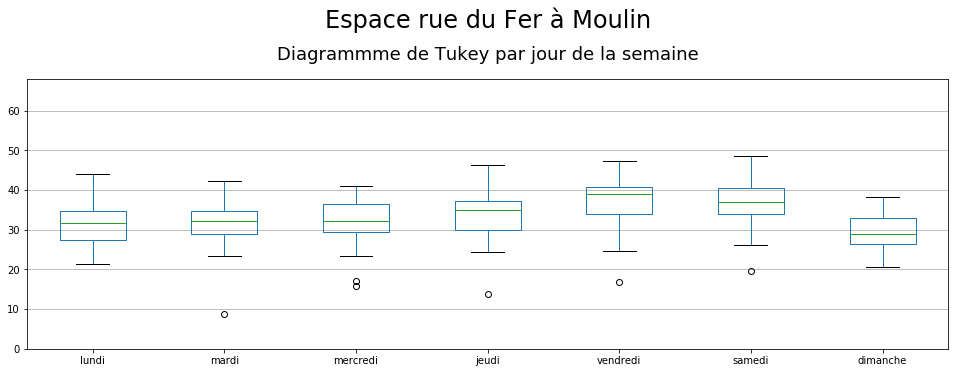 Espace rue du Fer à Moulin
Diagrammme de Tukey par jour de la semaine
60
50
40
30
20
10
0
lundi mardi mercredi jeudi vendredi samedi dimanche